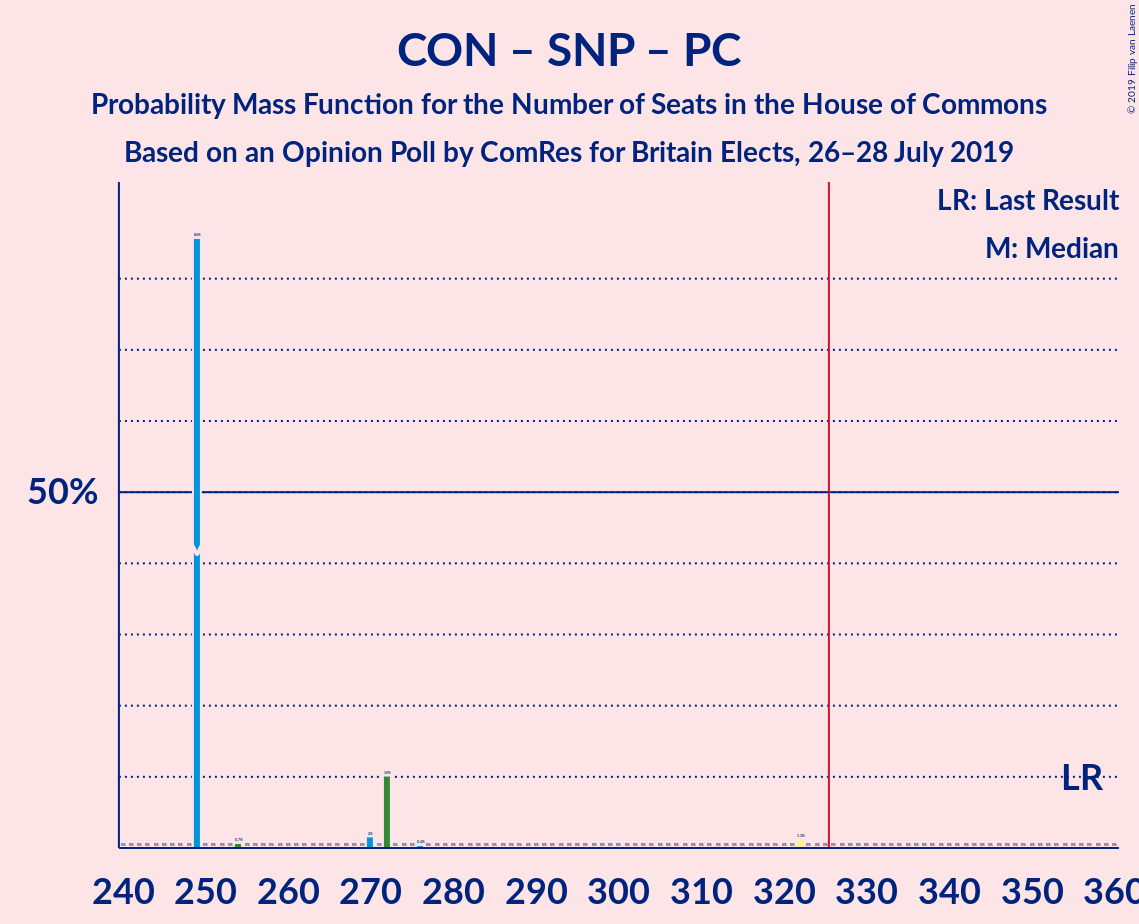 CON – SNP – PC
Probability Mass Function for the Number of Seats in the House of Commons
Based on an Opinion Poll by ComRes for Britain Elects, 26–28 July 2019
© 2019 Filip van Laenen
LR: Last Result
M: Median
50%
LR
240 250 260 270 280 290 300 310 320 330 340 350 360